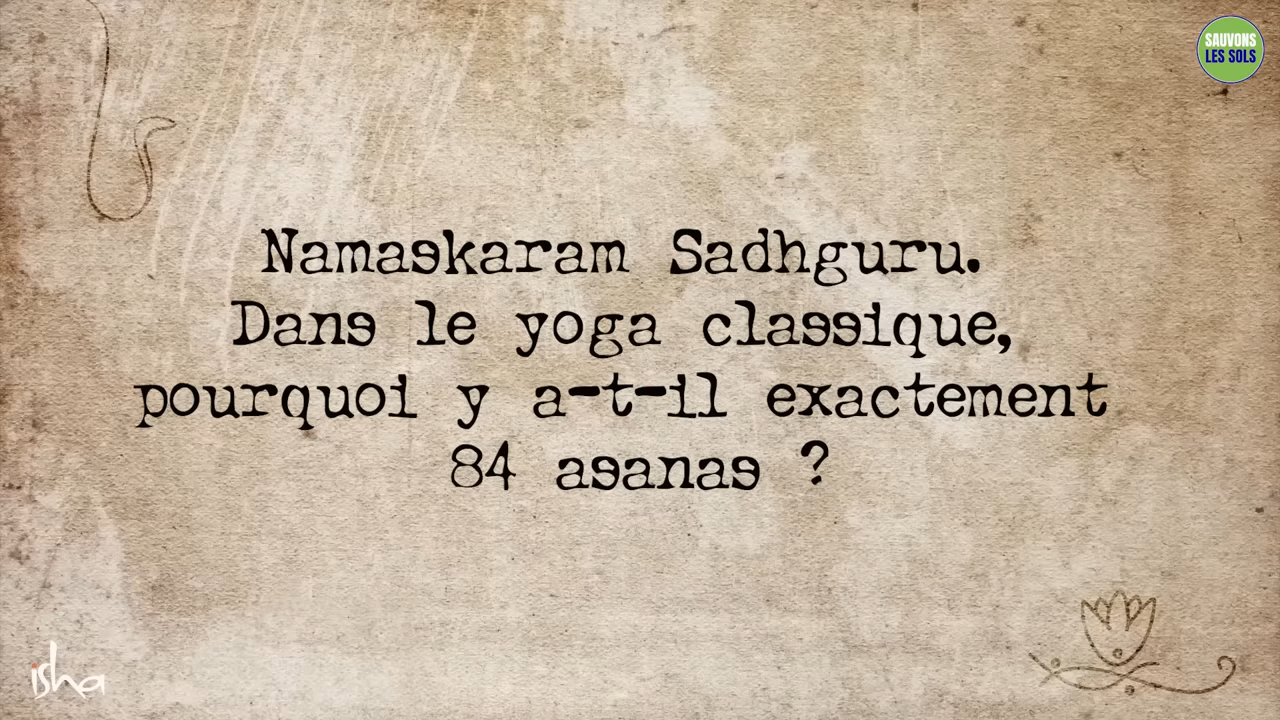 SAUVONS
LES SOLS
Namaskaram Sadhguru.
Dans le yoga classique,
pourquoi y a-t-il exactement
84 asanas ?
isha